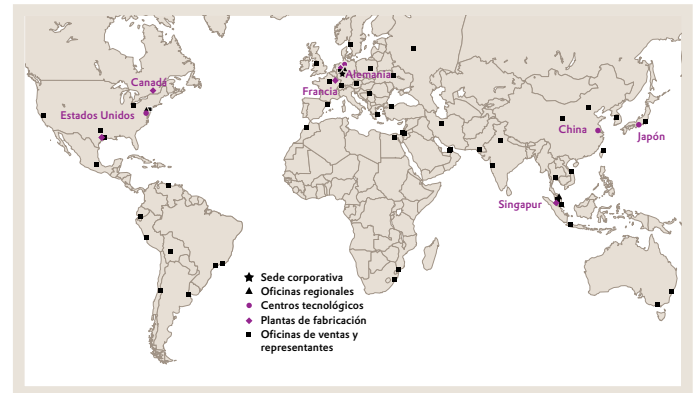 Canadá
Alemania
Francia
Estados Unidos
China
Japón
Singapur
Sede corporativa
Oficinas regionales
Centros tecnológicos
Plantas de fabricación
Oficinas de ventas y
representantes